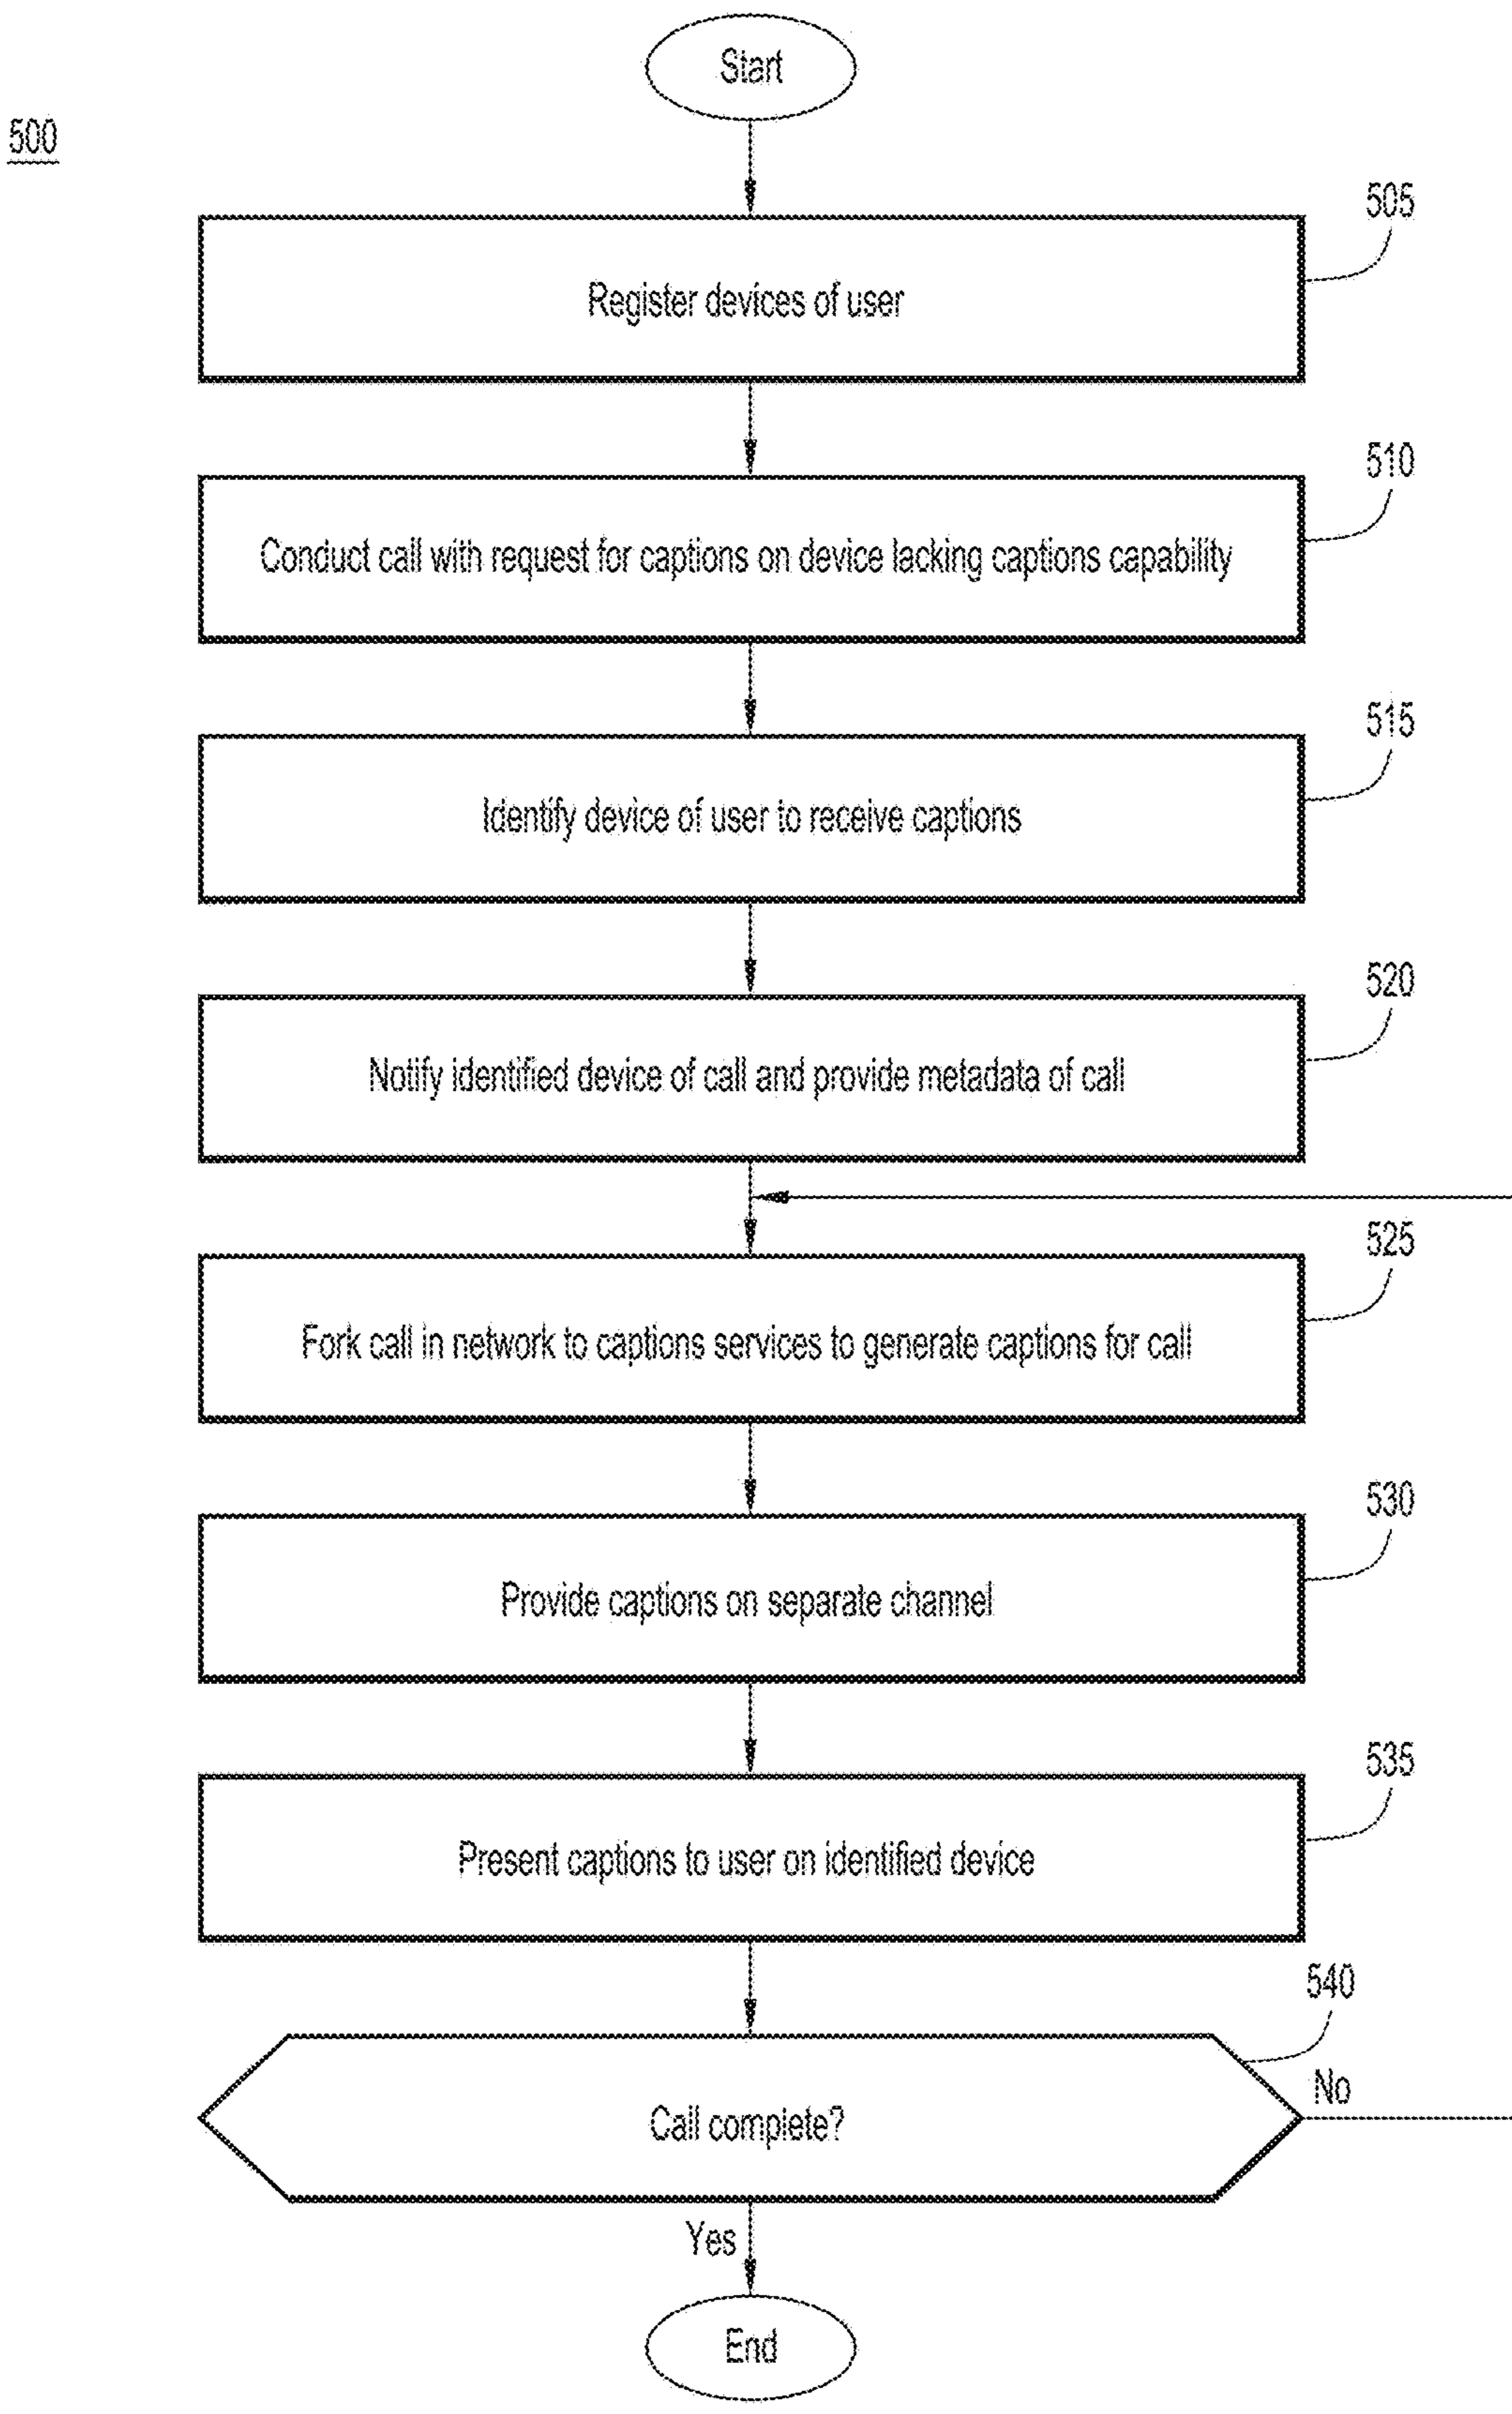 Start
500
505
Register devices of user
510
Conduct call with request for captions on device lacking captions capability
515
Identify device of user to receive captions
520
Notify identified device of call and provide metadata of call
525
Fork call in network to captions services to generate captions for call
530
Provide captions on separate channel
535
Present captions to user on identified device
540
No
Call complete?
Yes
End